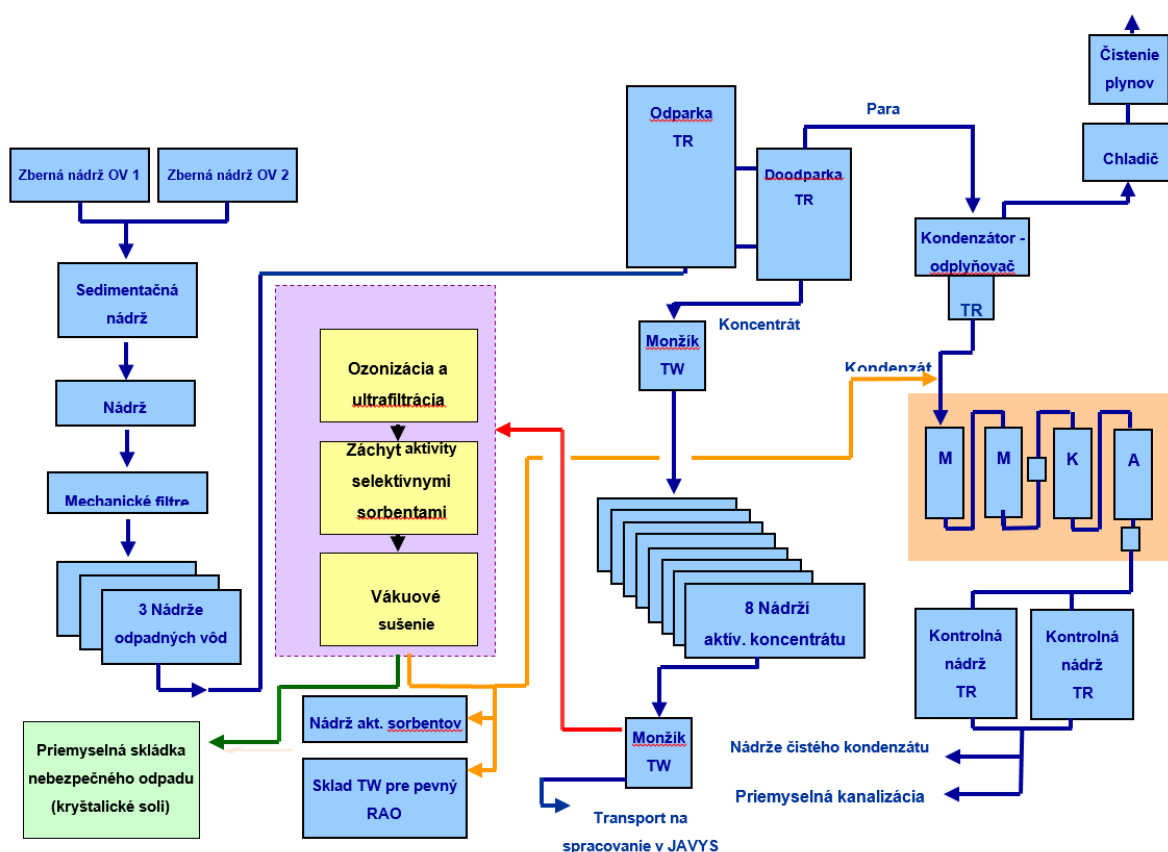 Zberná nádrž OV 1
Zberná nádrž OV 2
Sedimentačná
nádrž
Nádrž
Mechanické filtre
3 Nádrže
odpadných vôd
Ozonizácia a
ultrafiltrácia
Záchyt aktivity
selektívnymi
sorbentami
Vákuové
sušenie
Priemyselná skládka
nebezpečného odpadu
(kryštalické soli)
Nádrž akt. sorbentov
Sklad TW pre pevný
RAO
Odparka
TR
Doodparka
TR
Para
Koncentrát
Monžík
TW
8 Nádrží
aktív. koncentrátu
Monžík
TW
Transport na
spracovanie v JAVYS
Čistenie
plynov
Chladič
Kondenzátor -
odplyňovač
TR
Kondenzát
M
M
K
A
Kontrolná
nádrž
TR
Kontrolná
nádrž
TR
Nádrže čistého kondenzátu
Priemyselná kanalizácia